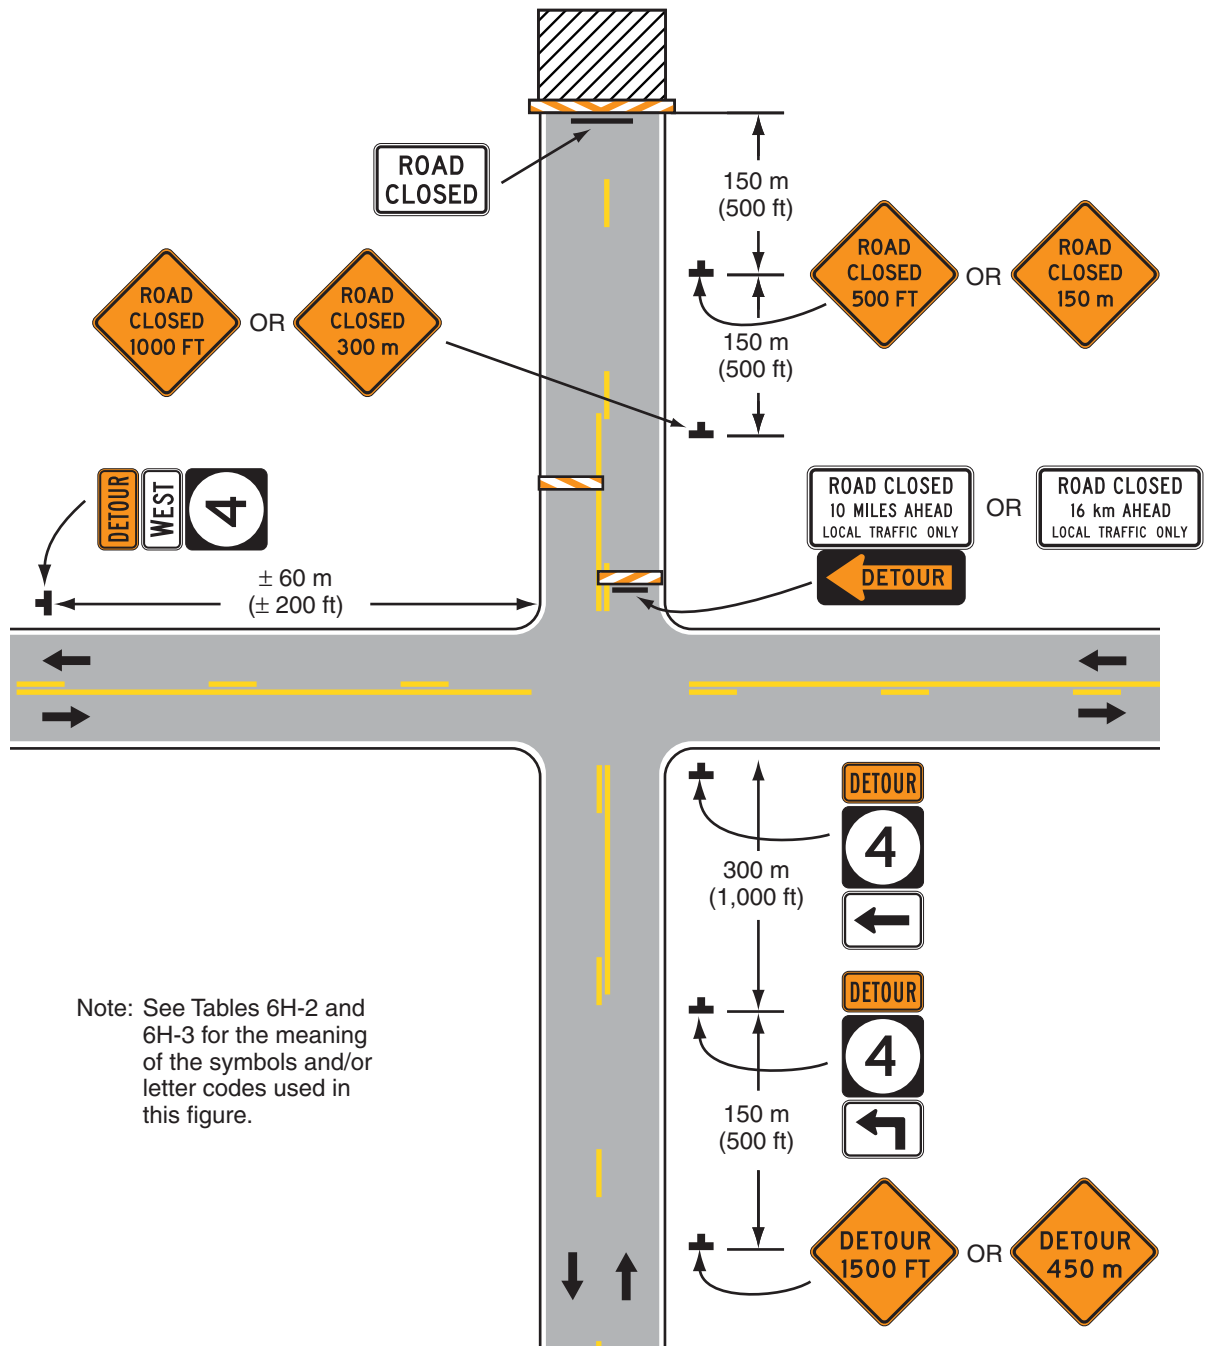 ROAD
CLOSED
150 m
(500 ft)
ROAD
CLOSED
500 FT
OR
ROAD
CLOSED
150 m
ROAD
CLOSED
1000 FT
OR
ROAD
CLOSED
300 m
150 m
(500 ft)
DETOUR
WEST
4
ROAD CLOSED
10 MILES AHEAD
LOCAL TRAFFIC ONLY
OR
ROAD CLOSED
16 km AHEAD
LOCAL TRAFFIC ONLY
DETOUR
± 60 m
(± 200 ft)
DETOUR
4
300 m
(1,000 ft)
DETOUR
4
Note: See Tables 6H-2 and
6H-3 for the meaning
of the symbols and/or
letter codes used in
this figure.
150 m
(500 ft)
DETOUR
1500 FT
OR
DETOUR
450 m